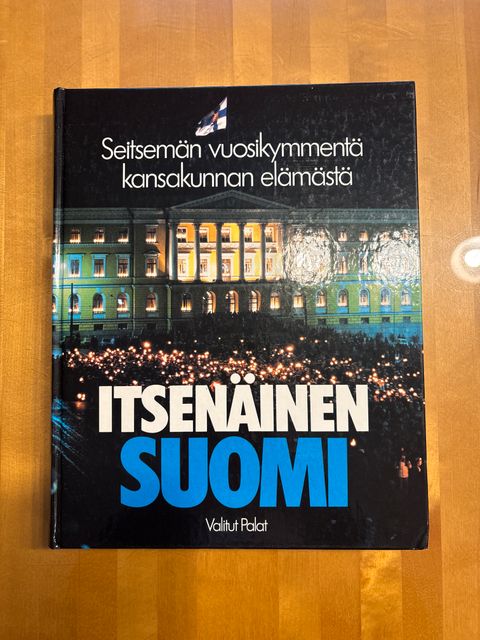 Seitsemän vuosikymmentä
kansakunnan elämästä
ITSENÄINEN
SUOMI
Valitut Palat